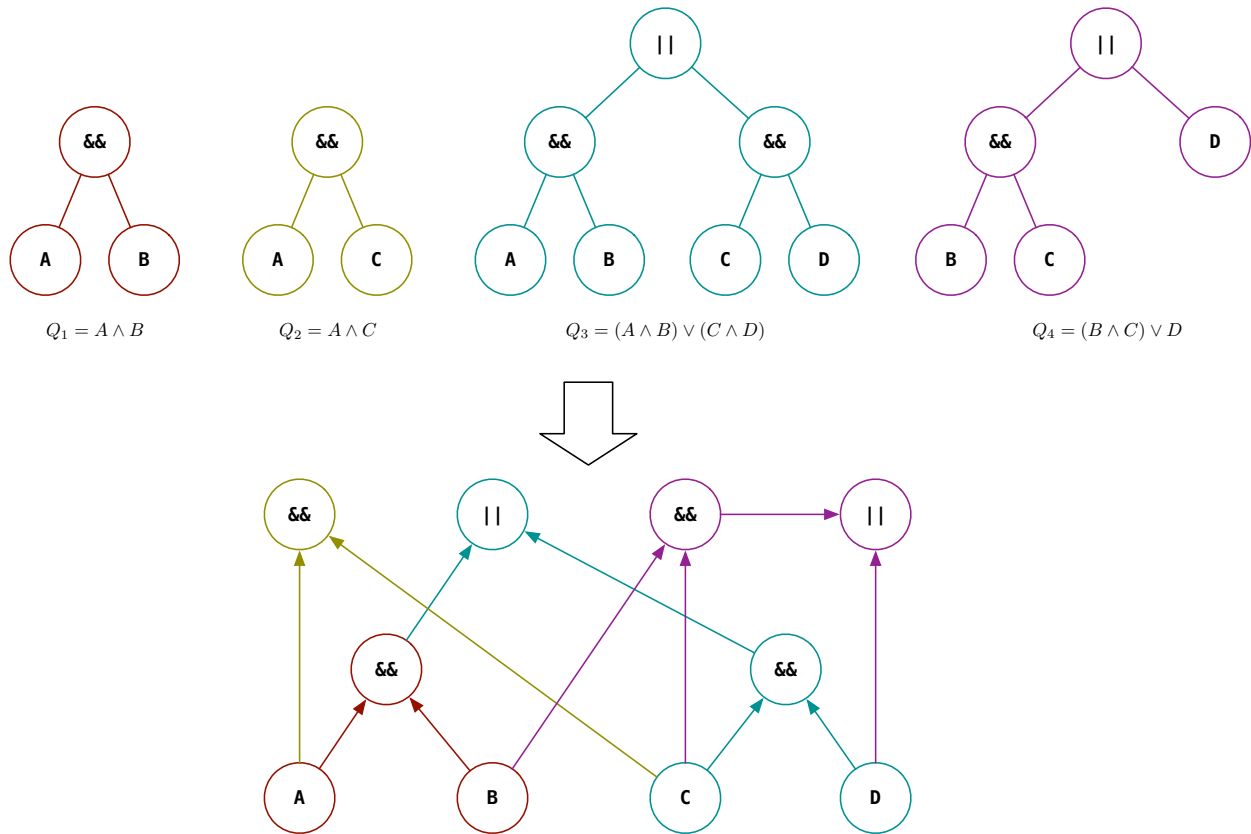 ||
||
&&
&&
&&
&&
&&
D
A
B
A
C
A
B
C
D
B
C
Q₁ = A ∧ B
Q₂ = A ∧ C
Q₃ = (A ∧ B) ∨ (C ∧ D)
Q₄ = (B ∧ C) ∨ D
&&
||
&&
||
&&
&&
A
B
C
D